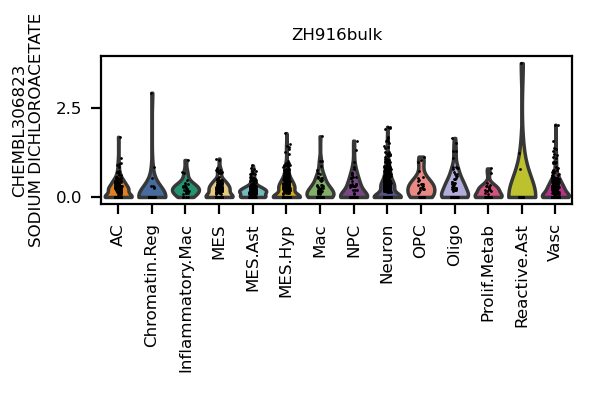 ZH916bulk
CHEMBL306823
SODIUM DICHLOROACETATE
2.5
0.0
AC
Chromatin.Reg
Inflammatory.Mac
MES
MES.Ast
MES.Hyp
Mac
NPC
Neuron
OPC
Oligo
Prolif.Metab
Reactive.Ast
Vasc